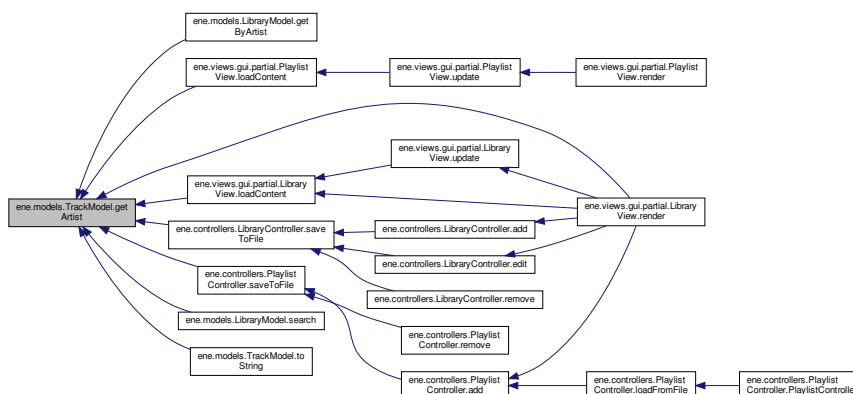 ene.models.LibraryModel.get
ByArtist
ene.views.gui.partial.Playlist
View.loadContent
ene.views.gui.partial.Playlist
View.update
ene.views.gui.partial.Playlist
View.render
ene.views.gui.partial.Library
View.update
ene.models.TrackModel.get
Artist
ene.views.gui.partial.Library
View.loadContent
ene.views.gui.partial.Library
View.render
ene.controllers.LibraryController.save
ToFile
ene.controllers.LibraryController.add
ene.controllers.LibraryController.edit
ene.controllers.Playlist
Controller.saveToFile
ene.controllers.LibraryController.remove
ene.models.LibraryModel.search
ene.controllers.Playlist
Controller.remove
ene.models.TrackModel.to
String
ene.controllers.Playlist
Controller.add
ene.controllers.Playlist
Controller.loadFromFile
ene.controllers.Playlist
Controller.PlaylistControlle